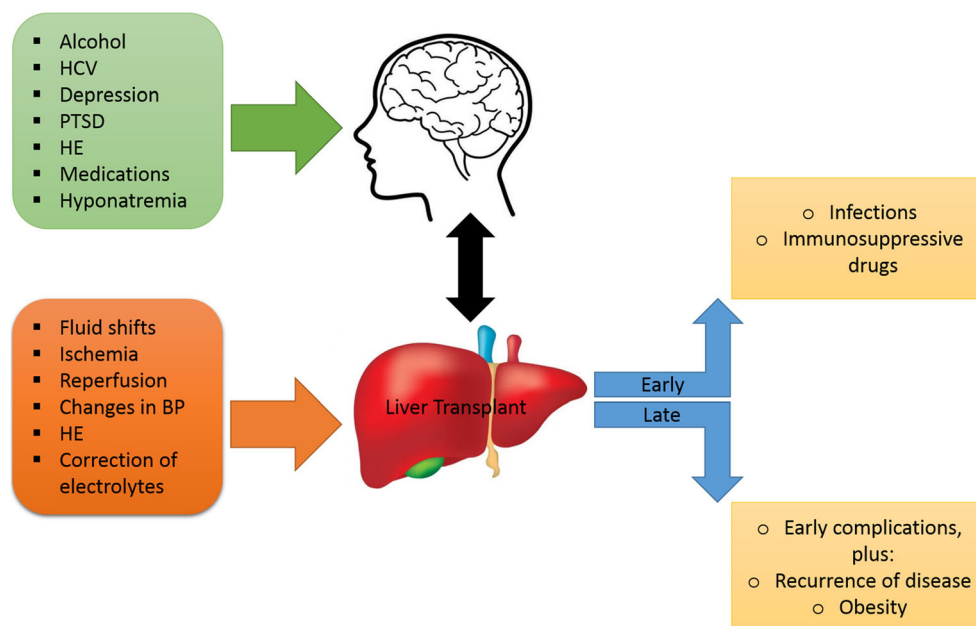 ▪ Alcohol
▪ HCV
▪ Depression
▪ PTSD
▪ HE
▪ Medications
▪ Hyponatremia
▪ Fluid shifts
▪ Ischemia
▪ Reperfusion
▪ Changes in BP
▪ HE
▪ Correction of
electrolytes
Liver Transplant
Early
Late
o Infections
o Immunosuppressive
drugs
o Early complications,
plus:
o Recurrence of disease
o Obesity